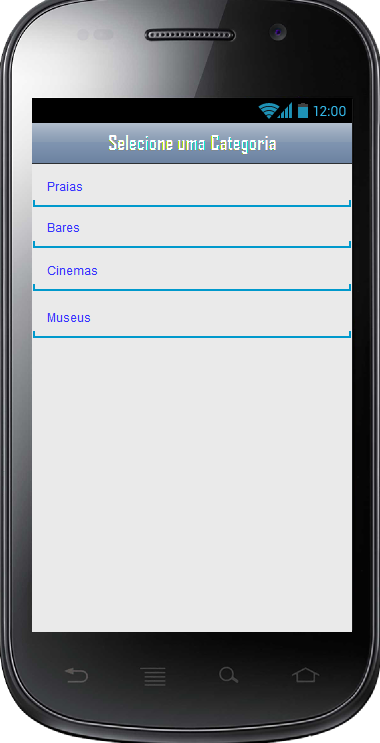 12:00
Selecione uma Categoria
Praias
Bares
Cinemas
Museus